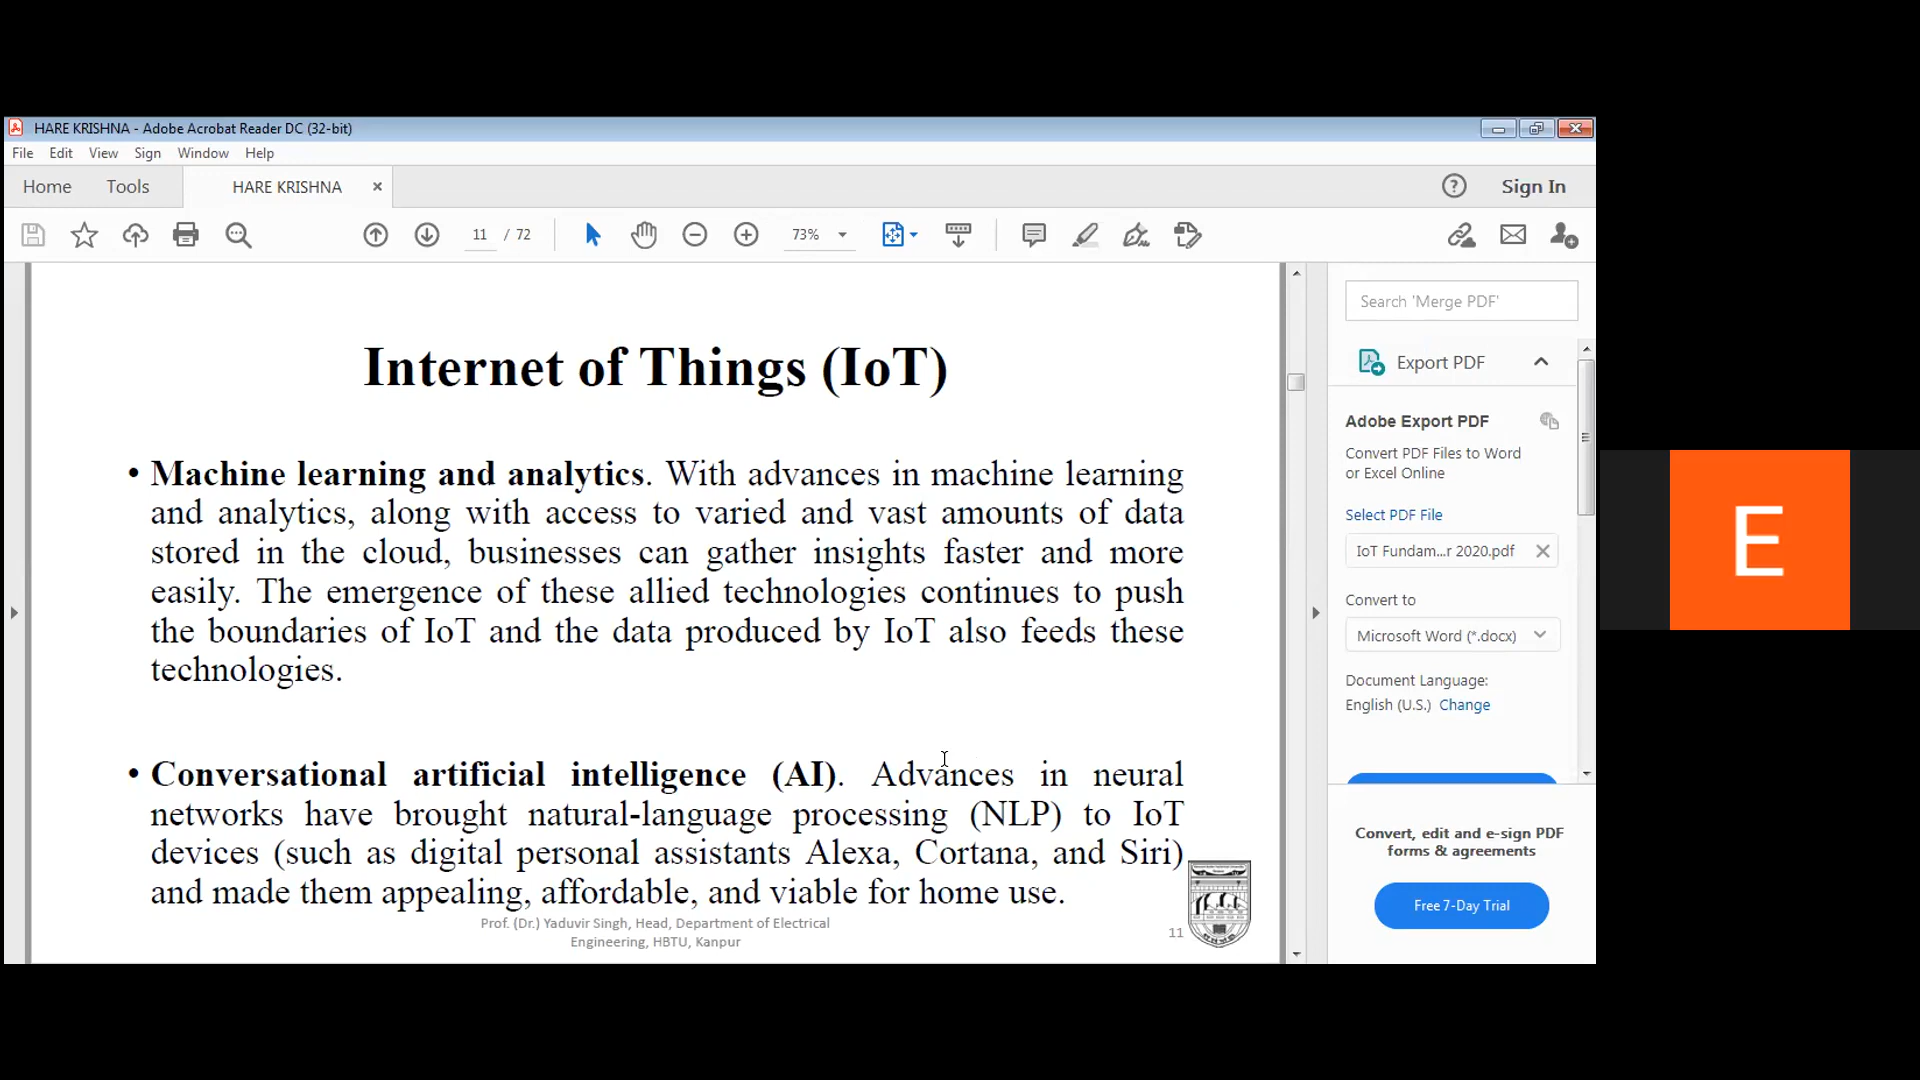 HARE KRISHNA - Adobe Acrobat Reader DC (32-bit)
File Edit View Sign Window Help
Home Tools HARE KRISHNA × Sign In
11 / 72 73%
Internet of Things (IoT)
• Machine learning and analytics. With advances in machine learning
and analytics, along with access to varied and vast amounts of data
stored in the cloud, businesses can gather insights faster and more
easily. The emergence of these allied technologies continues to push
the boundaries of IoT and the data produced by IoT also feeds these
technologies.
• Conversational artificial intelligence (AI). Advances in neural
networks have brought natural-language processing (NLP) to IoT
devices (such as digital personal assistants Alexa, Cortana, and Siri)
and made them appealing, affordable, and viable for home use.
Prof. (Dr.) Yaduvir Singh, Head, Department of Electrical
Engineering, HBTU, Kanpur
11
Search 'Merge PDF'
Export PDF
Adobe Export PDF
Convert PDF Files to Word
or Excel Online
Select PDF File
IoT Fundam...r 2020.pdf
Convert to
Microsoft Word (*.docx)
Document Language:
English (U.S.) Change
Convert, edit and e-sign PDF
forms & agreements
Free 7-Day Trial
E